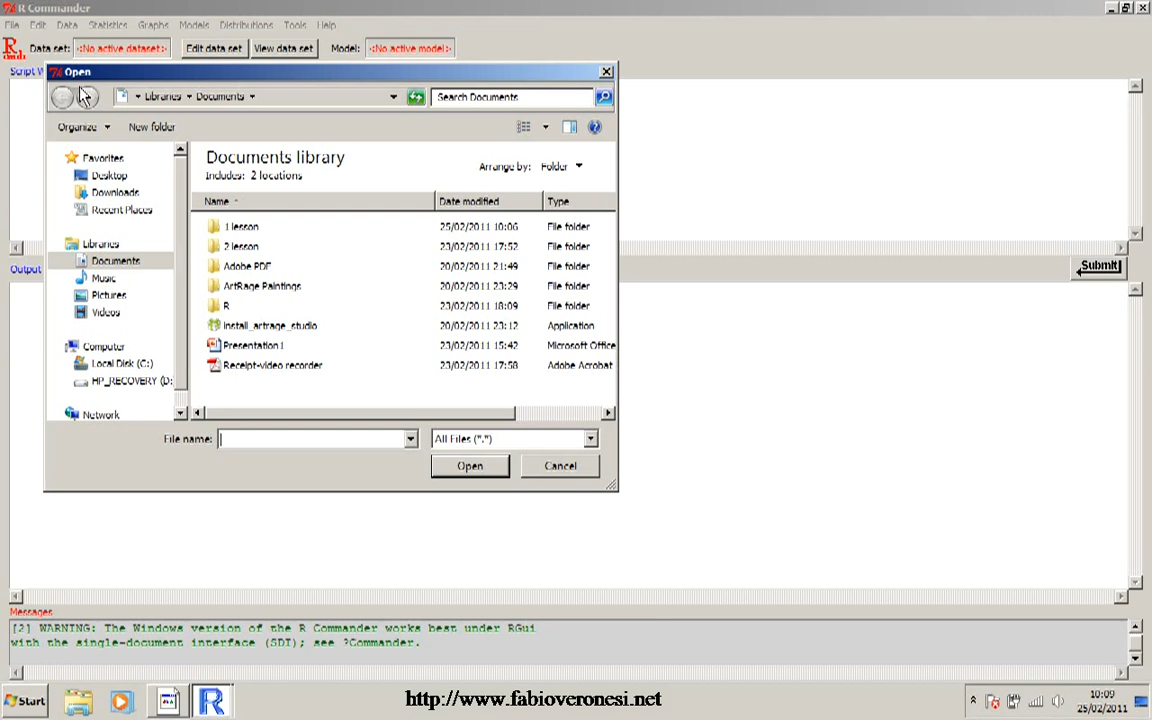 R Commander
File Edit Data Statistics Graphs Models Distributions Tools Help
R cmdr Data set: <No active dataset> Edit data set View data set Model: <No active model>
Script W
Open
Libraries Documents Search Documents
Organize New folder
Favorites
Desktop
Downloads
Recent Places
Libraries
Documents
Music
Pictures
Videos
Computer
Local Disk (C:)
HP_RECOVERY (D:
Network
Documents library
Includes: 2 locations
Arrange by: Folder
Name Date modified Type
1 lesson 25/02/2011 10:06 File folder
2 lesson 23/02/2011 17:52 File folder
Adobe PDF 20/02/2011 21:49 File folder
ArtRage Paintings 20/02/2011 23:29 File folder
R 23/02/2011 18:09 File folder
install_artrage_studio 20/02/2011 23:12 Application
Presentation1 23/02/2011 15:42 Microsoft Office
Receipt-video recorder 23/02/2011 17:58 Adobe Acrobat
File name: All Files (*.*)
Open Cancel
Output
Submit
Messages
[2] WARNING: The Windows version of the R Commander works best under RGui
with the single-document interface (SDI); see ?Commander.
Start
http://www.fabioveronesi.net
10:09
25/02/2011